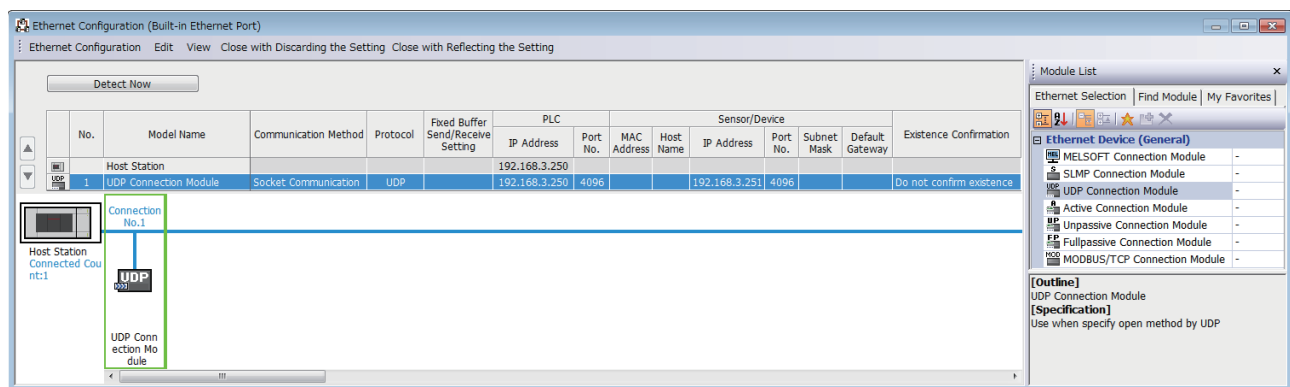 Ethernet Configuration (Built-in Ethernet Port)
Ethernet Configuration Edit View Close with Discarding the Setting Close with Reflecting the Setting
Detect Now
No. Model Name Communication Method Protocol Fixed Buffer Send/Receive Setting PLC IP Address Port No. Sensor/Device MAC Address Host Name IP Address Port No. Subnet Mask Default Gateway Existence Confirmation
Host Station 192.168.3.250
UDP 1 UDP Connection Module Socket Communication UDP 192.168.3.250 4096 192.168.3.251 4096 Do not confirm existence
Connection
No.1
Host Station
Connected Cou
nt:1
UDP
UDP Conn
ection Mo
dule
Module List
Ethernet Selection Find Module My Favorites
Ethernet Device (General)
MELSOFT Connection Module -
SLMP Connection Module -
UDP Connection Module -
Active Connection Module -
Unpassive Connection Module -
Fullpassive Connection Module -
MODBUS/TCP Connection Module -
[Outline]
UDP Connection Module
[Specification]
Use when specify open method by UDP